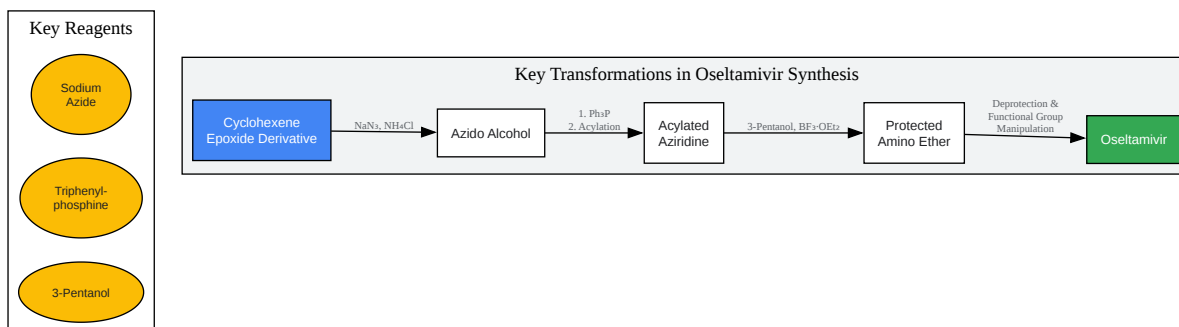 Key Reagents
Sodium
Azide
Triphenyl-
phosphine
3-Pentanol
Key Transformations in Oseltamivir Synthesis
Cyclohexene
Epoxide Derivative
NaN₃, NH₄Cl
Azido Alcohol
1. Ph₃P
2. Acylation
Acylated
Aziridine
3-Pentanol, BF₃·OEt₂
Protected
Amino Ether
Deprotection &
Functional Group
Manipulation
Oseltamivir